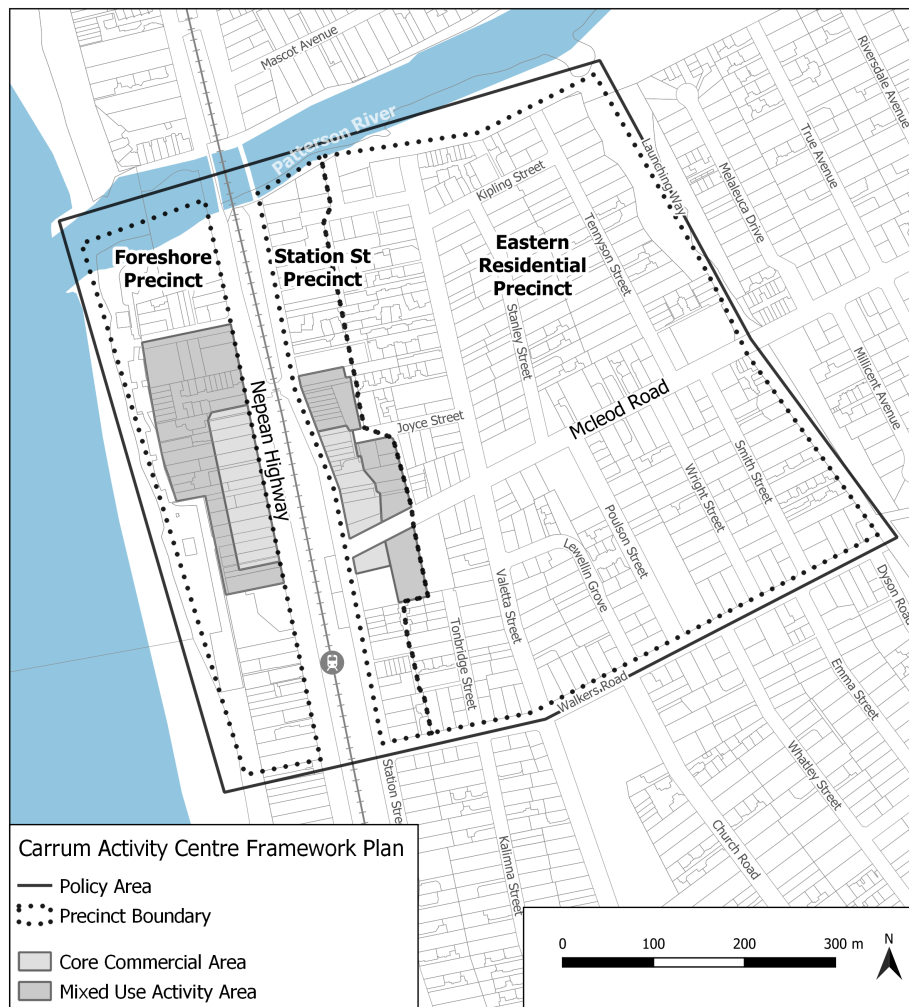 Mascot Avenue
Riversdale Avenue
Patterson River
True Avenue
Launching Way
Melaleuca Drive
Kipling Street
Tennyson Street
Foreshore
Precinct
Station St
Precinct
Eastern
Residential
Precinct
Stanley Street
Nepean Highway
Millicent Avenue
Mcleod Road
Joyce Street
Smith Street
Wright Street
Poulson Street
Lewellin Grove
Valetta Street
Dyson Road
Tonbridge Street
Walkers Road
Emma Street
Station Stre
Whatley Street
Kalimna Street
Church Road
Carrum Activity Centre Framework Plan
Policy Area
Precinct Boundary
Core Commercial Area
Mixed Use Activity Area
0 100 200 300 m
N